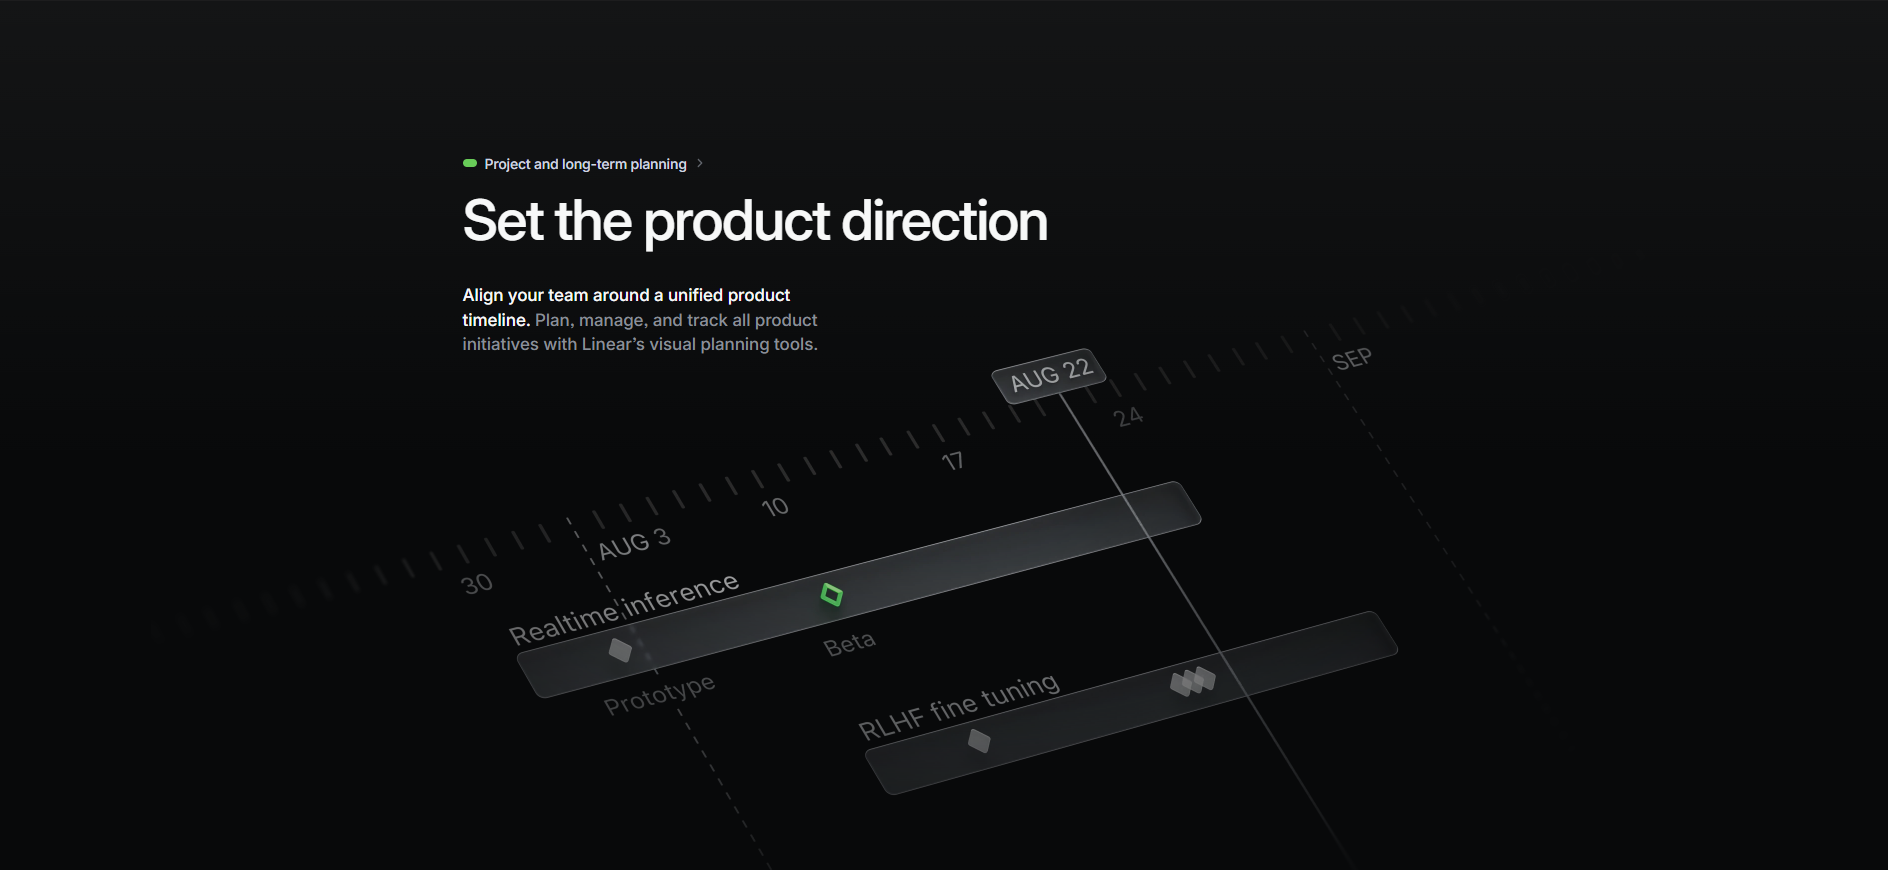 Project and long-term planning
Set the product direction
Align your team around a unified product
timeline. Plan, manage, and track all product
initiatives with Linear’s visual planning tools.
SEP
AUG 22
24
17
10
AUG 3
30
Realtime inference
Beta
Prototype
RLHF fine tuning